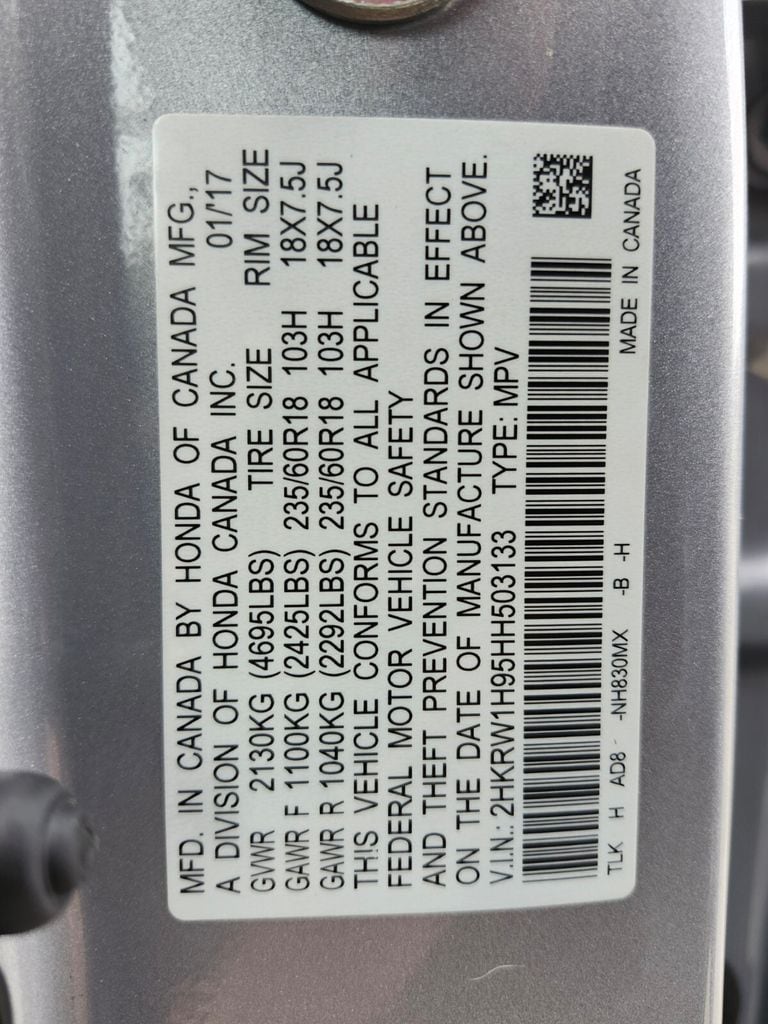 MFD. IN CANADA BY HONDA OF CANADA MFG.,
A DIVISION OF HONDA CANADA INC. 01/'17
GVWR 2130KG (4695LBS) TIRE SIZE RIM SIZE
GAWR F 1100KG (2425LBS) 235/60R18 103H 18X7.5J
GAWR R 1040KG (2292LBS) 235/60R18 103H 18X7.5J
THIS VEHICLE CONFORMS TO ALL APPLICABLE
FEDERAL MOTOR VEHICLE SAFETY
AND THEFT PREVENTION STANDARDS IN EFFECT
ON THE DATE OF MANUFACTURE SHOWN ABOVE.
V.I.N.: 2HKRW1H95HH503133 TYPE: MPV
TLK H AD8 - -NH830MX -B -H MADE IN CANADA